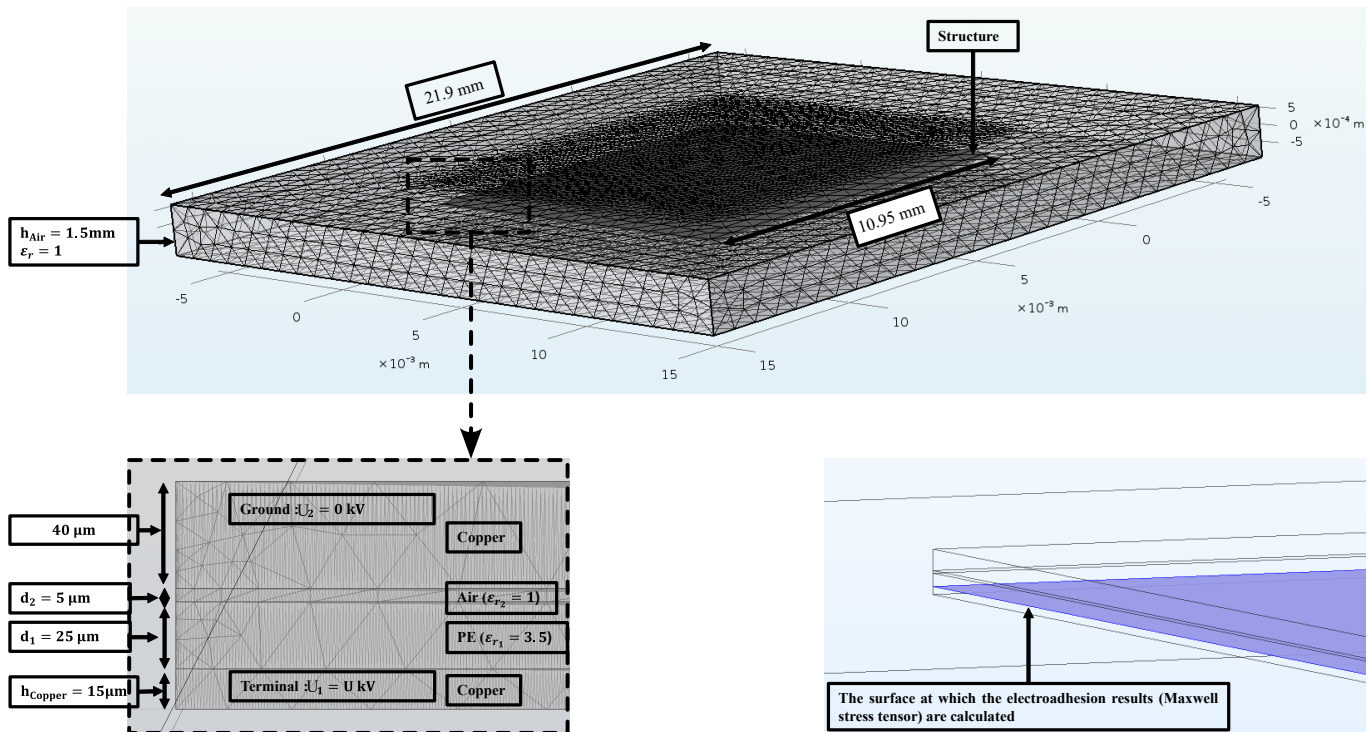 Structure
21.9 mm
5
0
-5
×10⁻⁴ m
10.95 mm
h_Air = 1.5mm
ε_r = 1
-5
0
5
10
15
×10⁻³ m
15
10
5
0
-5
×10⁻³ m
40 μm
d₂ = 5 μm
d₁ = 25 μm
h_Copper = 15μm
Ground :U₂ = 0 kV
Copper
Air (ε_r₂ = 1)
PE (ε_r₁ = 3.5)
Terminal :U₁ = U kV
Copper
The surface at which the electroadhesion results (Maxwell
stress tensor) are calculated